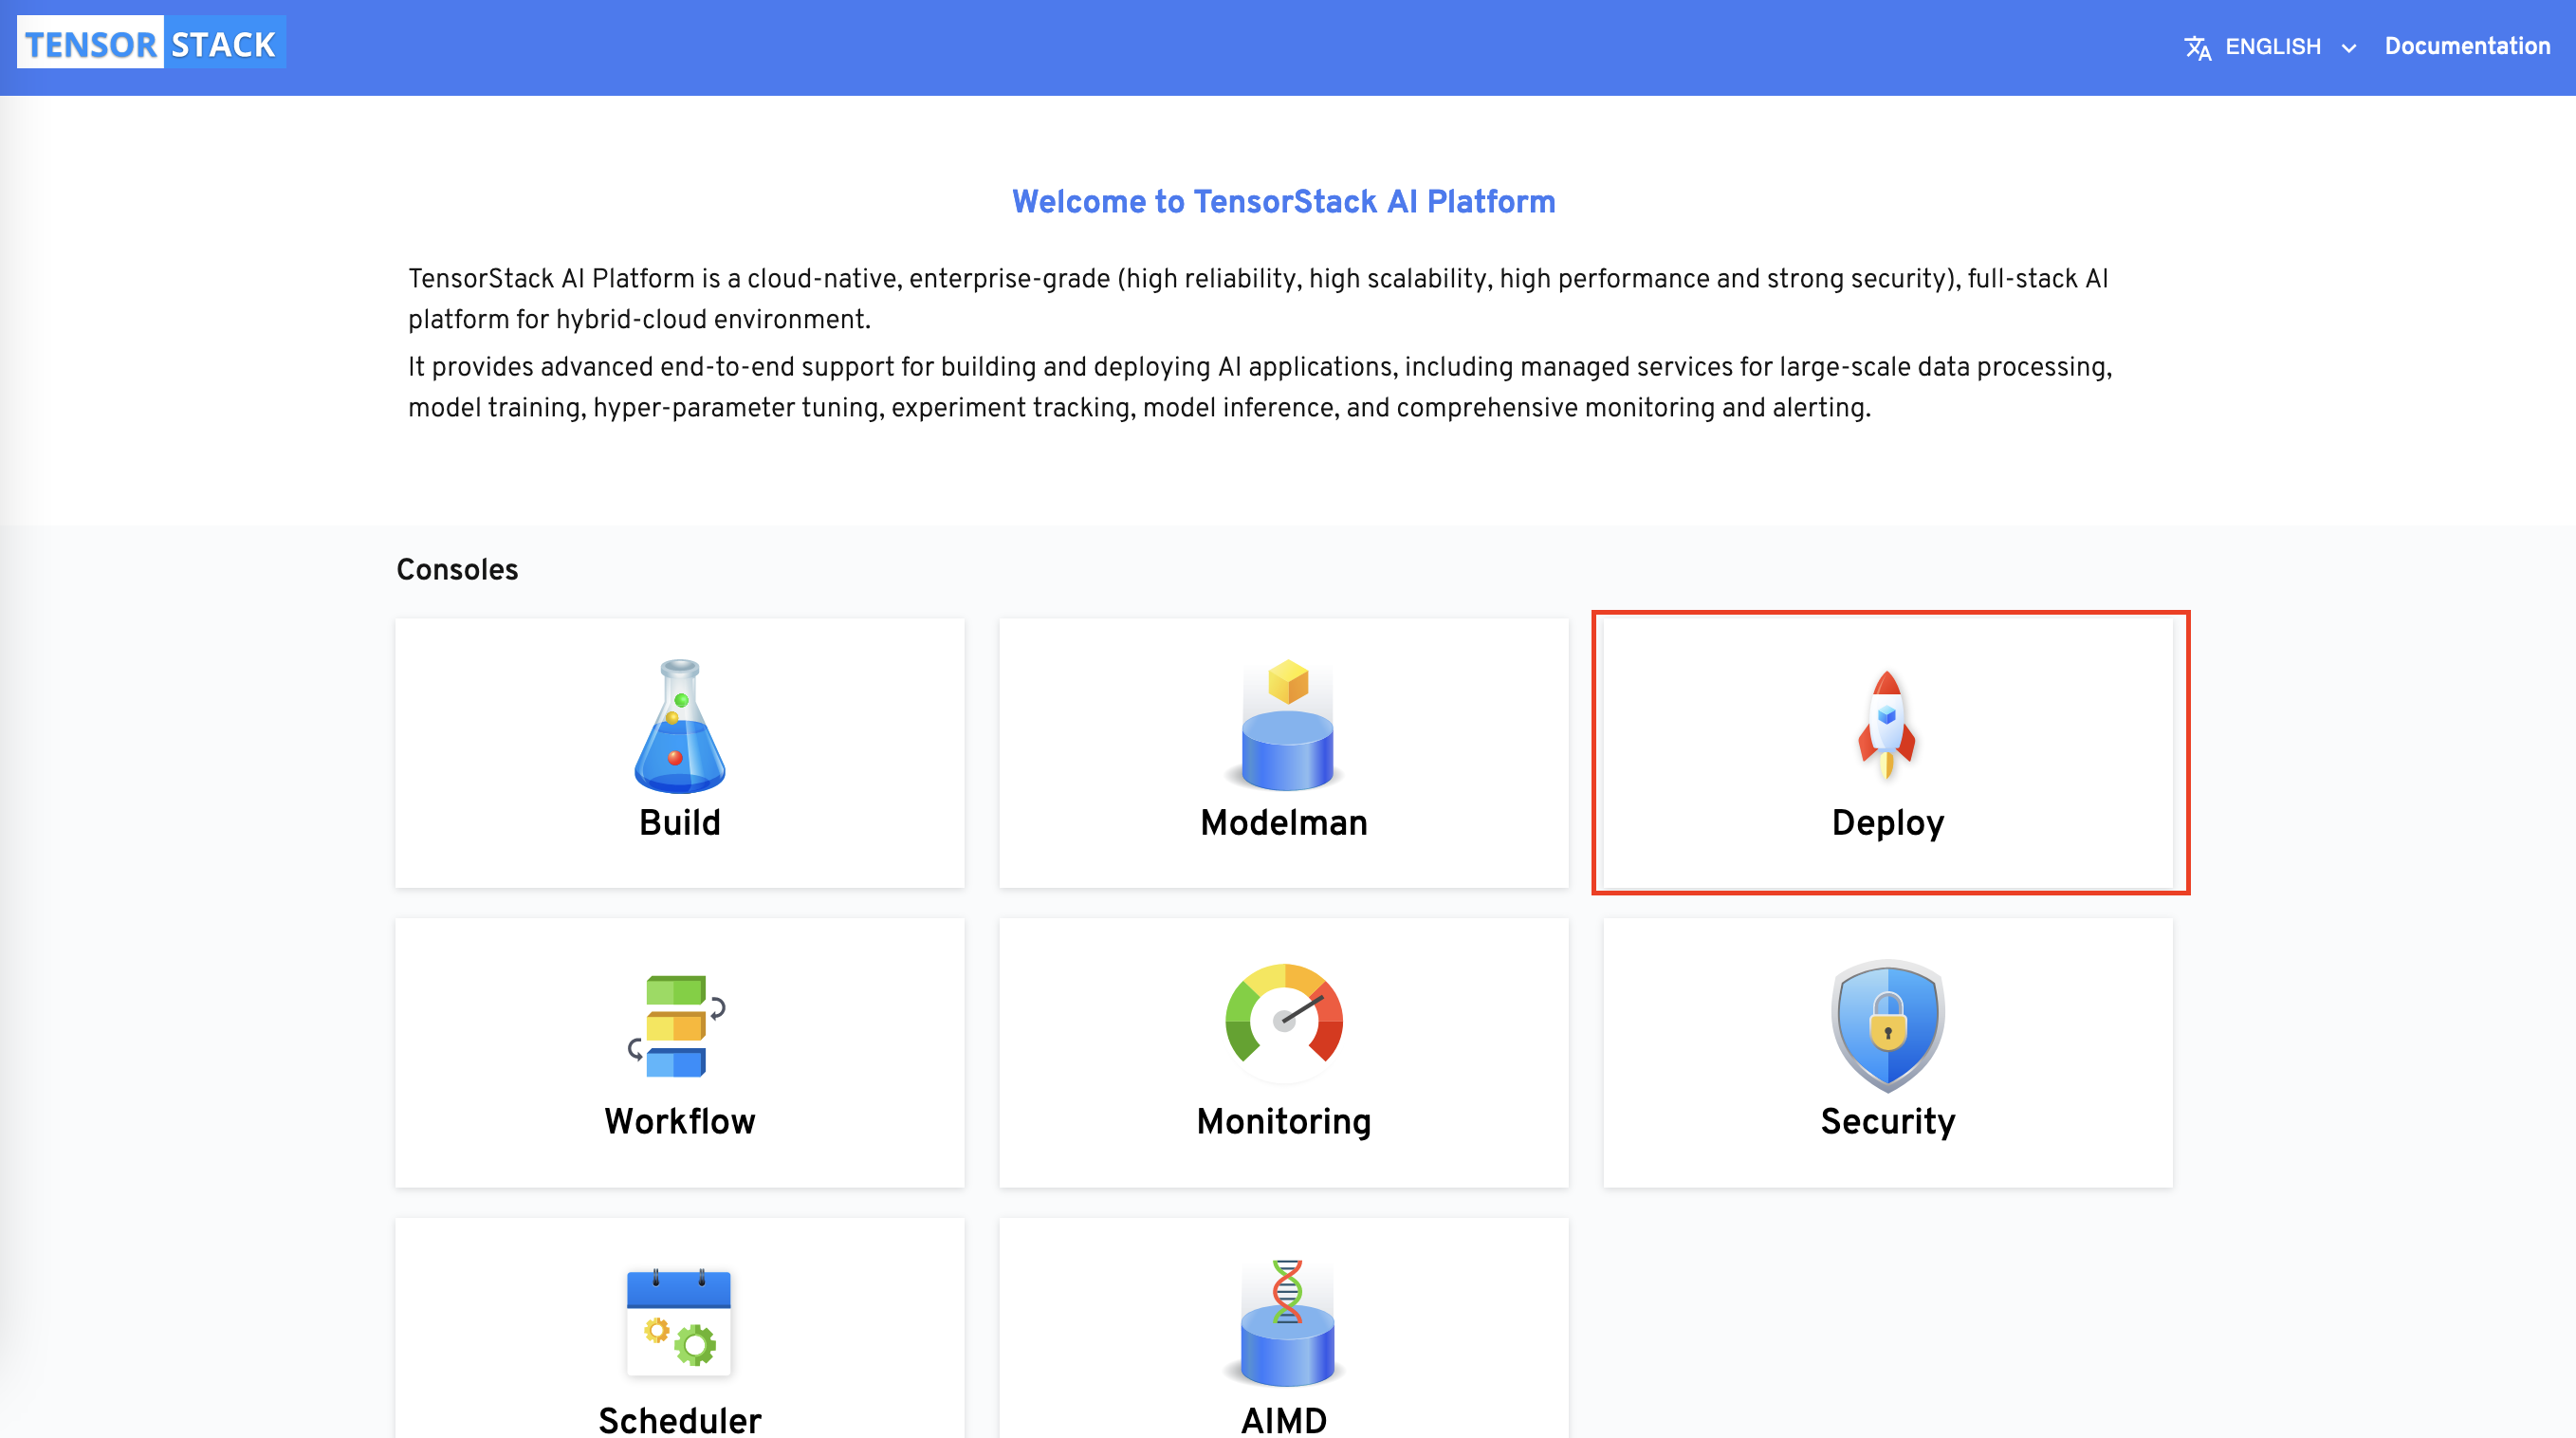 TENSOR STACK
ENGLISH
Documentation
Welcome to TensorStack AI Platform
TensorStack AI Platform is a cloud-native, enterprise-grade (high reliability, high scalability, high performance and strong security), full-stack AI
platform for hybrid-cloud environment.
It provides advanced end-to-end support for building and deploying AI applications, including managed services for large-scale data processing,
model training, hyper-parameter tuning, experiment tracking, model inference, and comprehensive monitoring and alerting.
Consoles
Build
Modelman
Deploy
Workflow
Monitoring
Security
Scheduler
AIMD